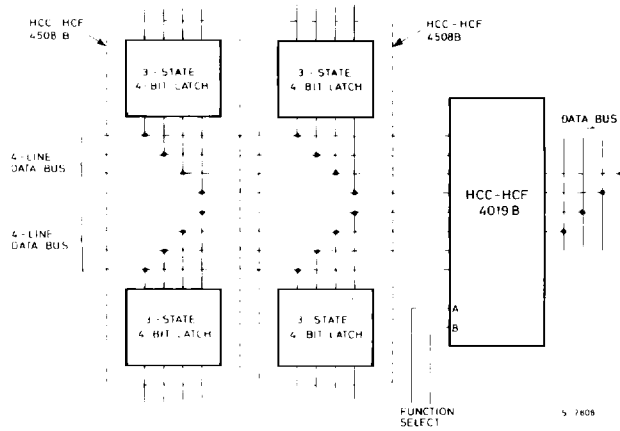 HCC-HCF
4508 B
HCC-HCF
4508B
3-STATE
4-BIT LATCH
3-STATE
4-BIT LATCH
4-LINE
DATA BUS
4-LINE
DATA BUS
HCC-HCF
4019 B
DATA BUS
A
B
3-STATE
4-BIT LATCH
3-STATE
4-BIT LATCH
FUNCTION
SELECT
S-7808